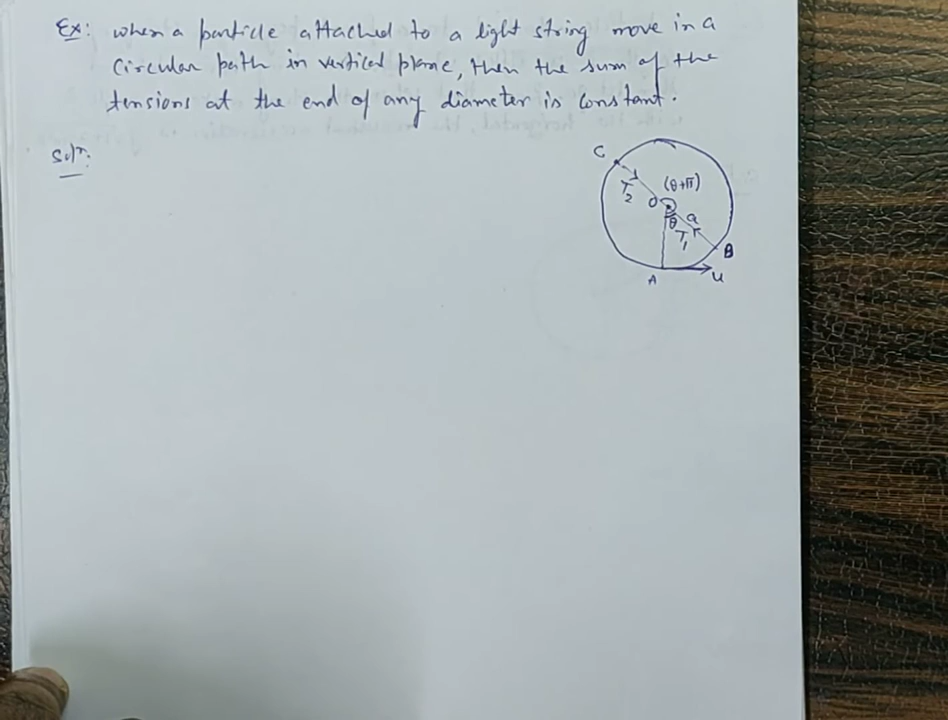 Ex: when a particle attached to a light string move in a
Circular path in vertical plane, then the sum of the
tensions at the end of any diameter is constant.
Soln:
C
(θ+π)
T2
O
θ
a
T1
B
A
u